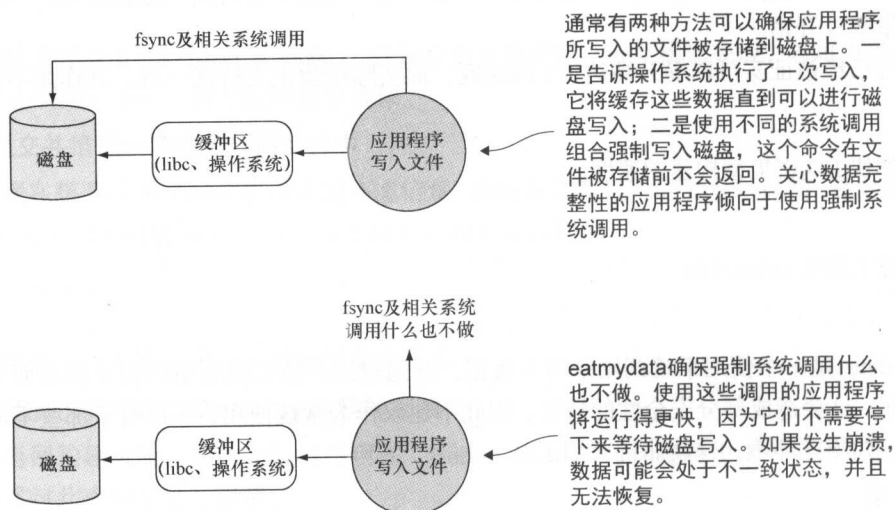 fsync及相关系统调用
磁盘
缓冲区
(libc、操作系统)
应用程序
写入文件
通常有两种方法可以确保应用程序
所写入的文件被存储到磁盘上。一
是告诉操作系统执行了一次写入，
它将缓存这些数据直到可以进行磁
盘写入；二是使用不同的系统调用
组合强制写入磁盘，这个命令在文
件被存储前不会返回。关心数据完
整性的应用程序倾向于使用强制系
统调用。
fsync及相关系统
调用什么也不做
磁盘
缓冲区
(libc、操作系统)
应用程序
写入文件
eatmydata确保强制系统调用什么
也不做。使用这些调用的应用程序
将运行得更快，因为它们不需要停
下来等待磁盘写入。如果发生崩溃，
数据可能会处于不一致状态，并且
无法恢复。